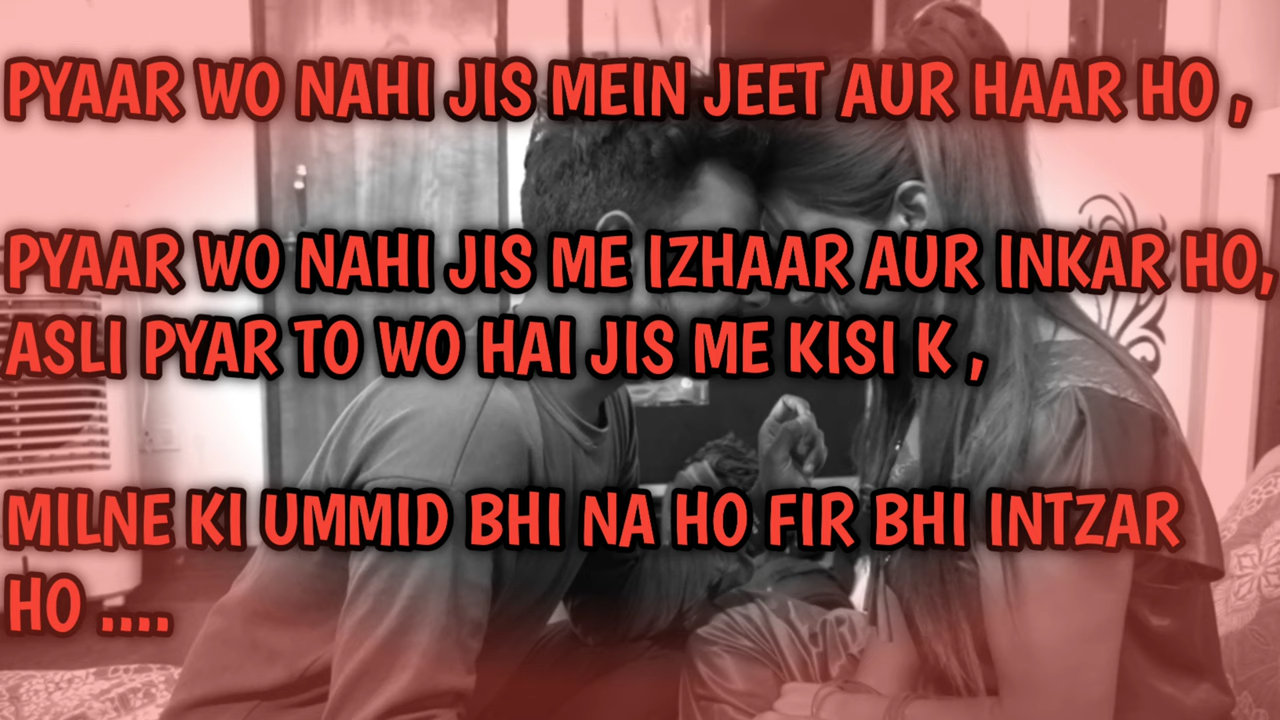 PYAAR WO NAHI JIS MEIN JEET AUR HAAR HO ,
PYAAR WO NAHI JIS ME IZHAAR AUR INKAR HO,
ASLI PYAR TO WO HAI JIS ME KISI K ,
MILNE KI UMMID BHI NA HO FIR BHI INTZAR
HO ....